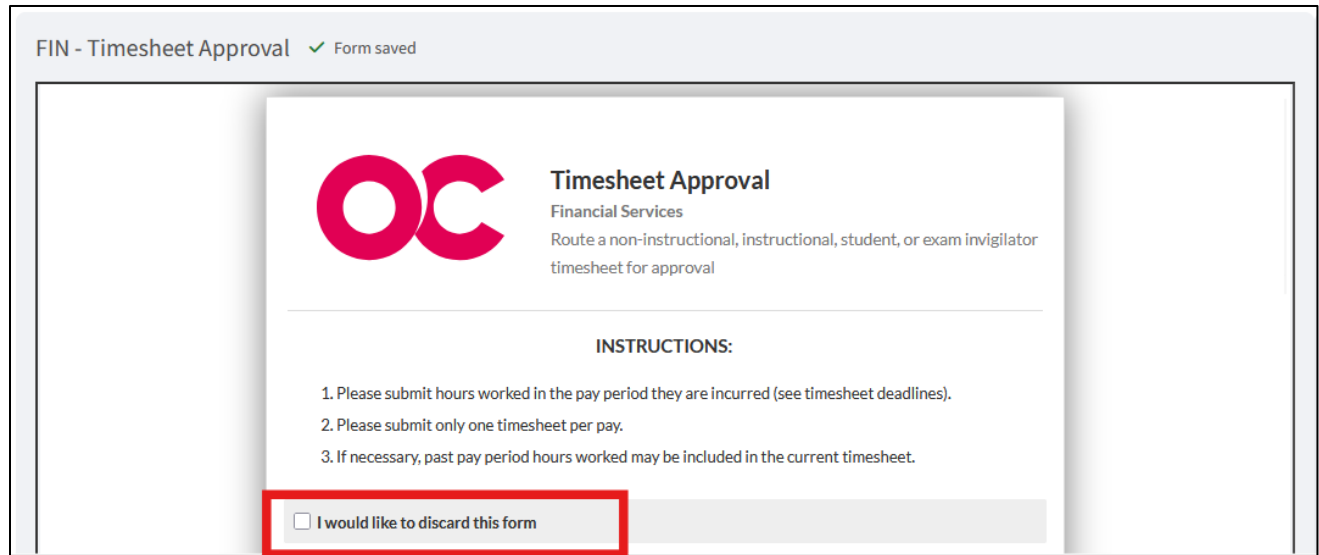 FIN - Timesheet Approval ✓ Form saved
OC
Timesheet Approval
Financial Services
Route a non-instructional, instructional, student, or exam invigilator
timesheet for approval
INSTRUCTIONS:
1. Please submit hours worked in the pay period they are incurred (see timesheet deadlines).
2. Please submit only one timesheet per pay.
3. If necessary, past pay period hours worked may be included in the current timesheet.
I would like to discard this form